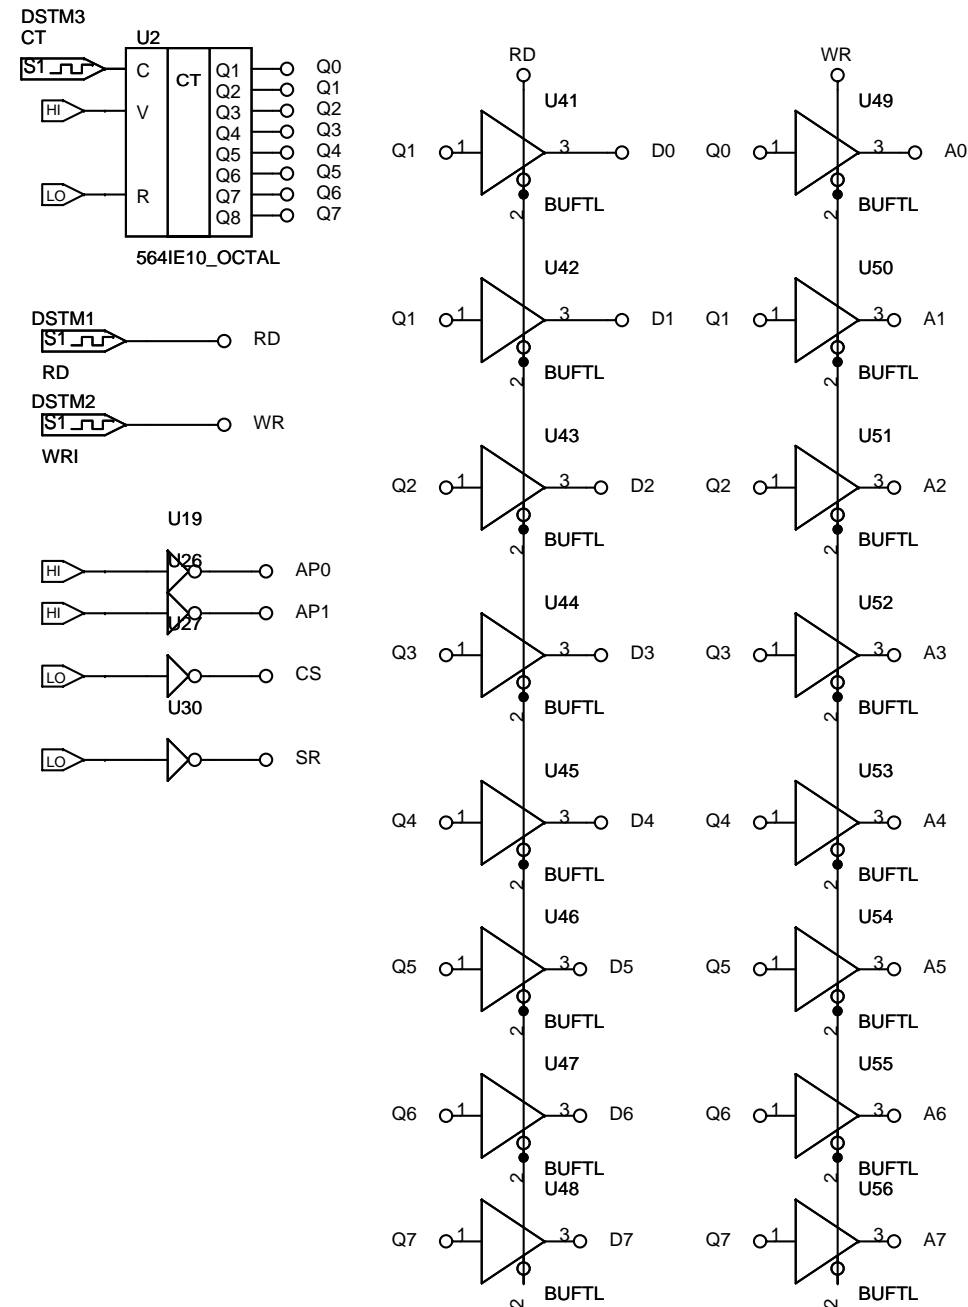 DSTM3
CT
S1
U2
C
CT
HI
V
LO
R
Q1 Q0
Q2 Q1
Q3 Q2
Q4 Q3
Q5 Q4
Q6 Q5
Q7 Q6
Q8 Q7
564IE10_OCTAL
DSTM1
S1
RD
RD
DSTM2
S1
WR
WRI
U19
HI
U26
AP0
HI
AP1
U27
LO
CS
U30
LO
SR
RD
U41
Q1 1 3 D0
2 BUFTL
U42
Q1 1 3 D1
2 BUFTL
U43
Q2 1 3 D2
2 BUFTL
U44
Q3 1 3 D3
2 BUFTL
U45
Q4 1 3 D4
2 BUFTL
U46
Q5 1 3 D5
2 BUFTL
U47
Q6 1 3 D6
2 BUFTL
U48
Q7 1 3 D7
2 BUFTL
WR
U49
Q0 1 3 A0
2 BUFTL
U50
Q1 1 3 A1
2 BUFTL
U51
Q2 1 3 A2
2 BUFTL
U52
Q3 1 3 A3
2 BUFTL
U53
Q4 1 3 A4
2 BUFTL
U54
Q5 1 3 A5
2 BUFTL
U55
Q6 1 3 A6
2 BUFTL
U56
Q7 1 3 A7
2 BUFTL